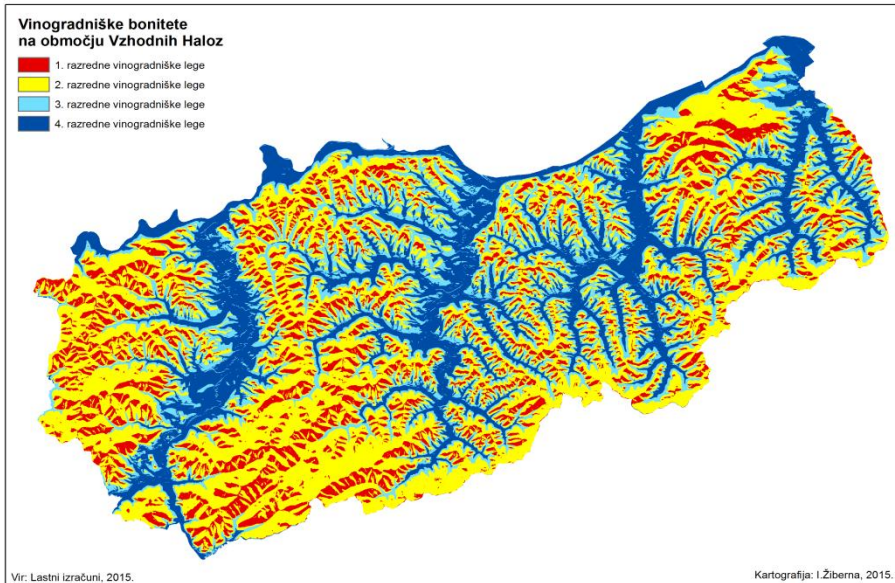 Vinogradniške bonitete
na območju Vzhodnih Haloz
1. razredne vinogradniške lege
2. razredne vinogradniške lege
3. razredne vinogradniške lege
4. razredne vinogradniške lege
Vir: Lastni izračuni, 2015.
Kartografija: I.Žiberna, 2015.